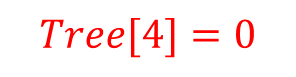 Tree[4] = 0